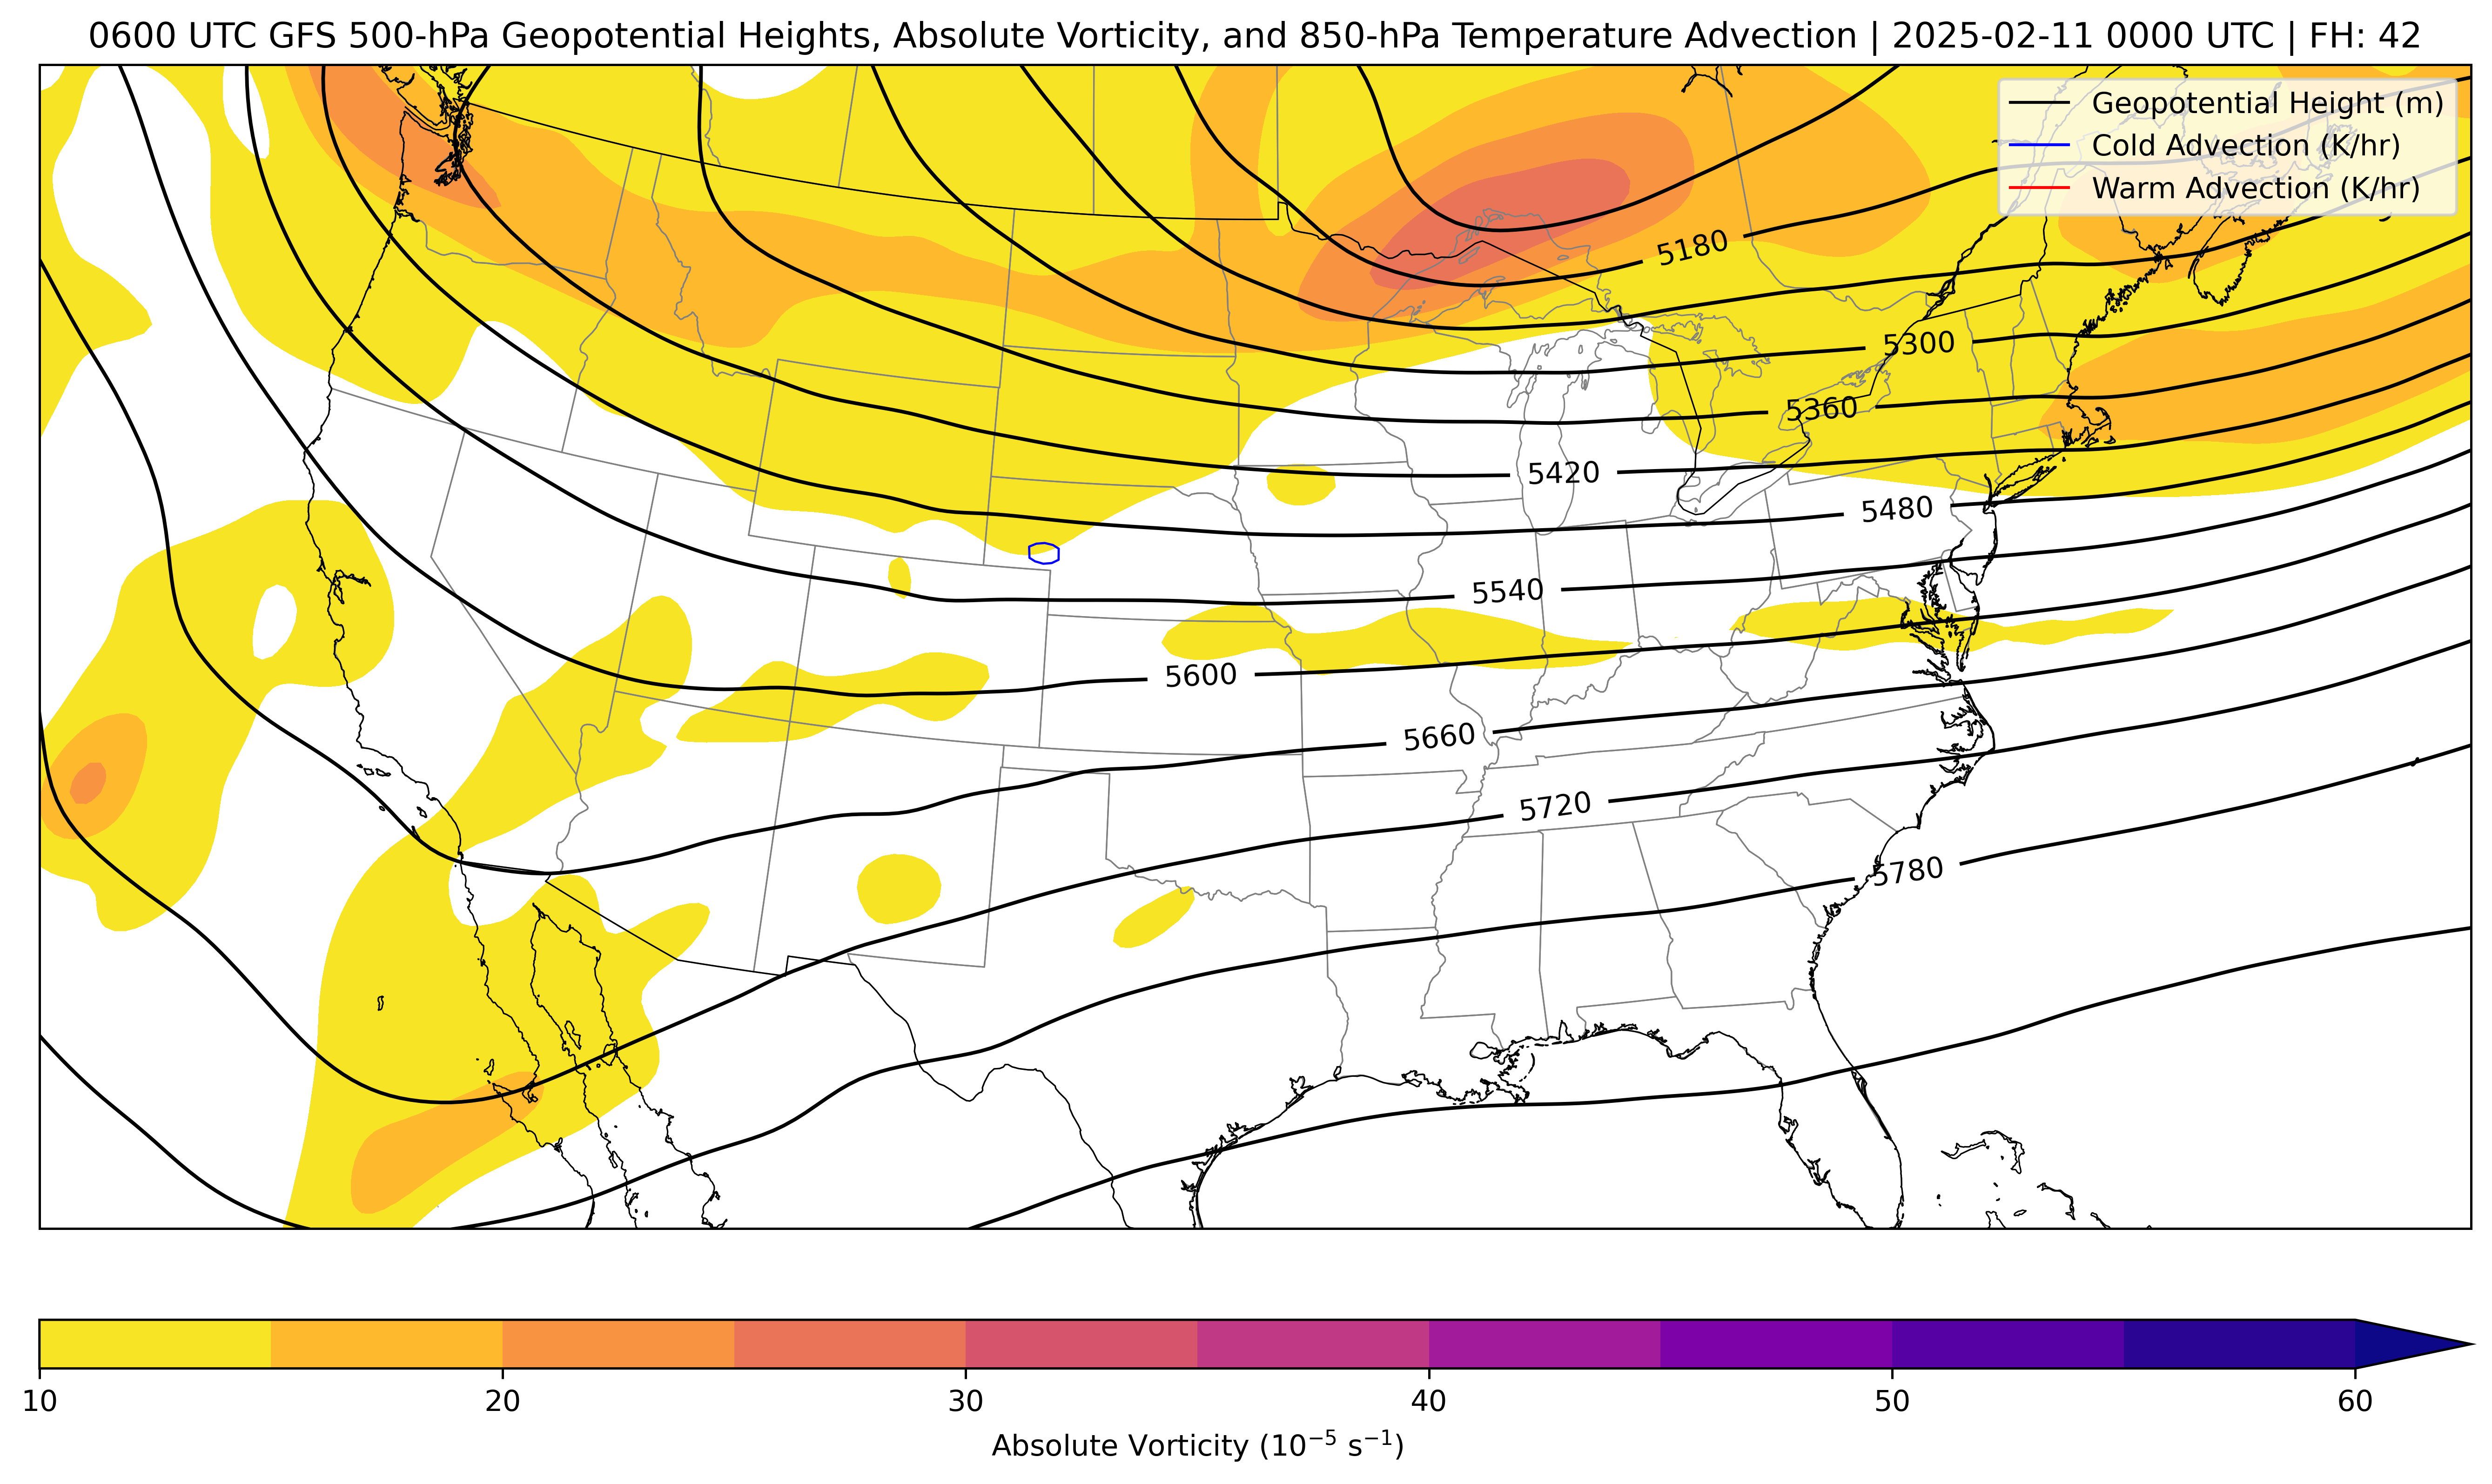 0600 UTC GFS 500-hPa Geopotential Heights, Absolute Vorticity, and 850-hPa Temperature Advection | 2025-02-11 0000 UTC | FH: 42
Geopotential Height (m)
Cold Advection (K/hr)
Warm Advection (K/hr)
5180
5300
5360
5420
5480
5540
5600
5660
5720
5780
10 20 30 40 50 60
Absolute Vorticity (10⁻⁵ s⁻¹)